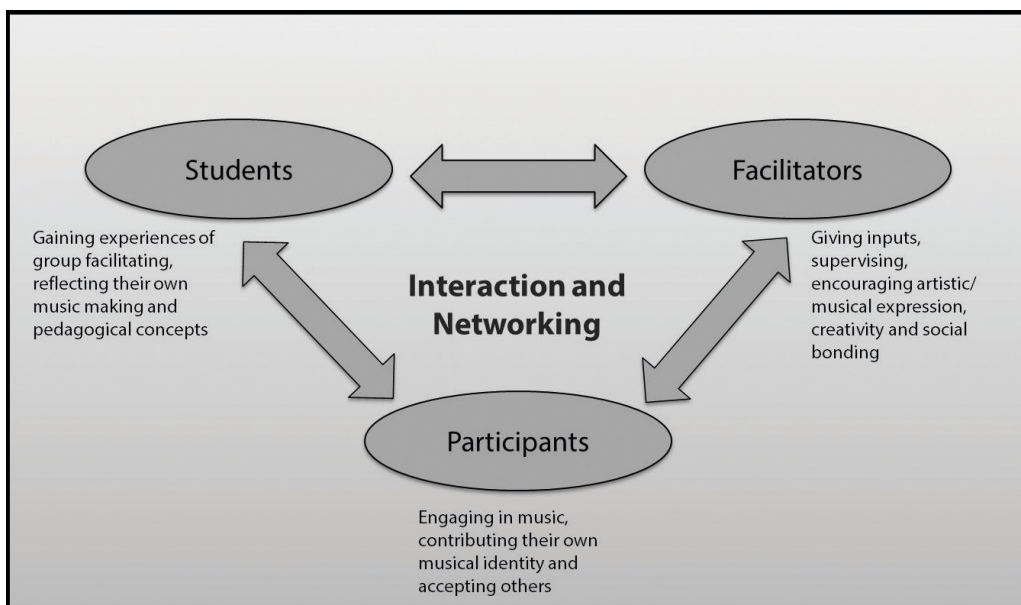 Students
Facilitators
Gaining experiences of
group facilitating,
reflecting their own
music making and
pedagogical concepts
Interaction and
Networking
Giving inputs,
supervising,
encouraging artistic/
musical expression,
creativity and social
bonding
Participants
Engaging in music,
contributing their own
musical identity and
accepting others